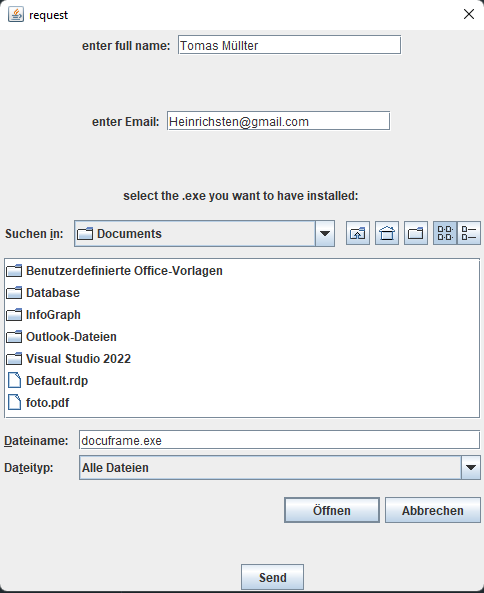 request
enter full name: Tomas Müllter
enter Email: Heinrichsten@gmail.com
select the .exe you want to have installed:
Suchen in: Documents
Benutzerdefinierte Office-Vorlagen
Database
InfoGraph
Outlook-Dateien
Visual Studio 2022
Default.rdp
foto.pdf
Dateiname: docuframe.exe
Dateityp: Alle Dateien
Öffnen Abbrechen
Send